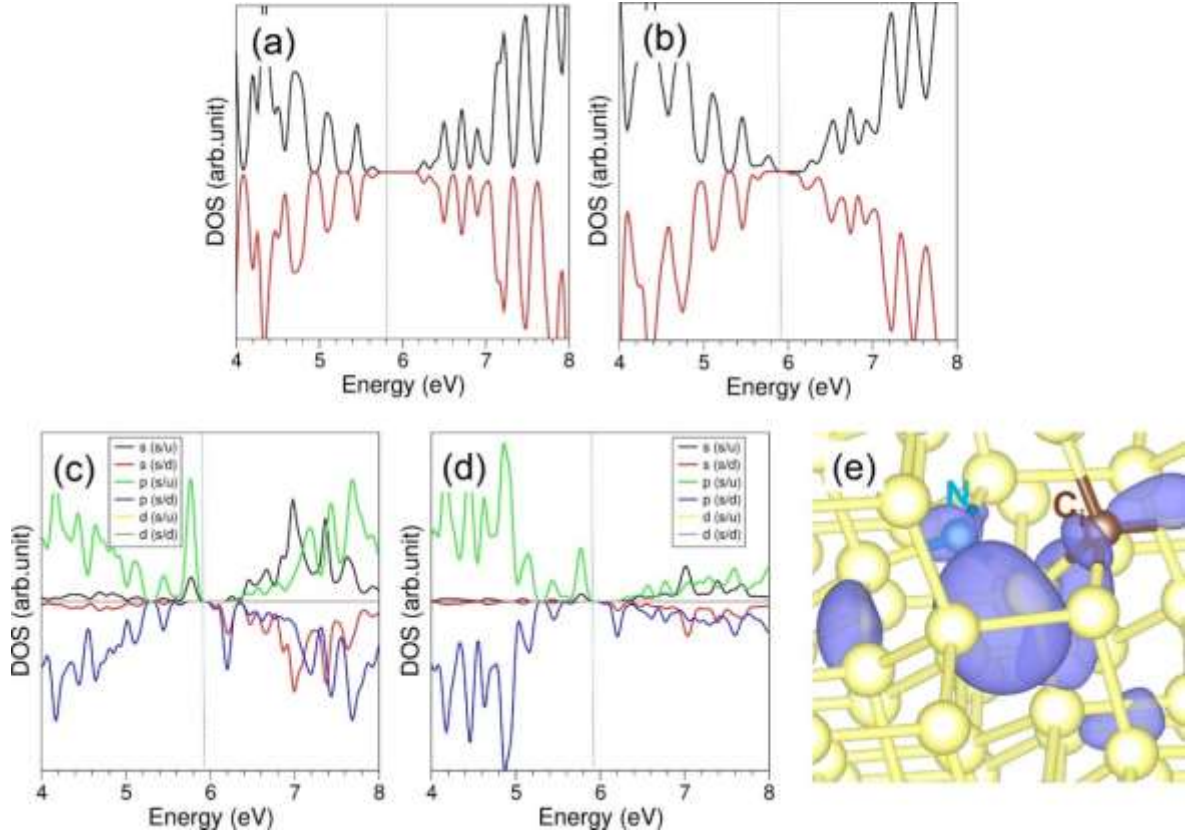 (a)
(b)
DOS (arb.unit)
DOS (arb.unit)
4 5 6 7 8
4 5 6 7 8
Energy (eV)
Energy (eV)
(c)
s (s/u)
s (s/d)
p (s/u)
p (s/d)
d (s/u)
d (s/d)
(d)
s (s/u)
s (s/d)
p (s/u)
p (s/d)
d (s/u)
d (s/d)
(e)
N
C
DOS (arb.unit)
DOS (arb.unit)
4 5 6 7 8
4 5 6 7 8
Energy (eV)
Energy (eV)